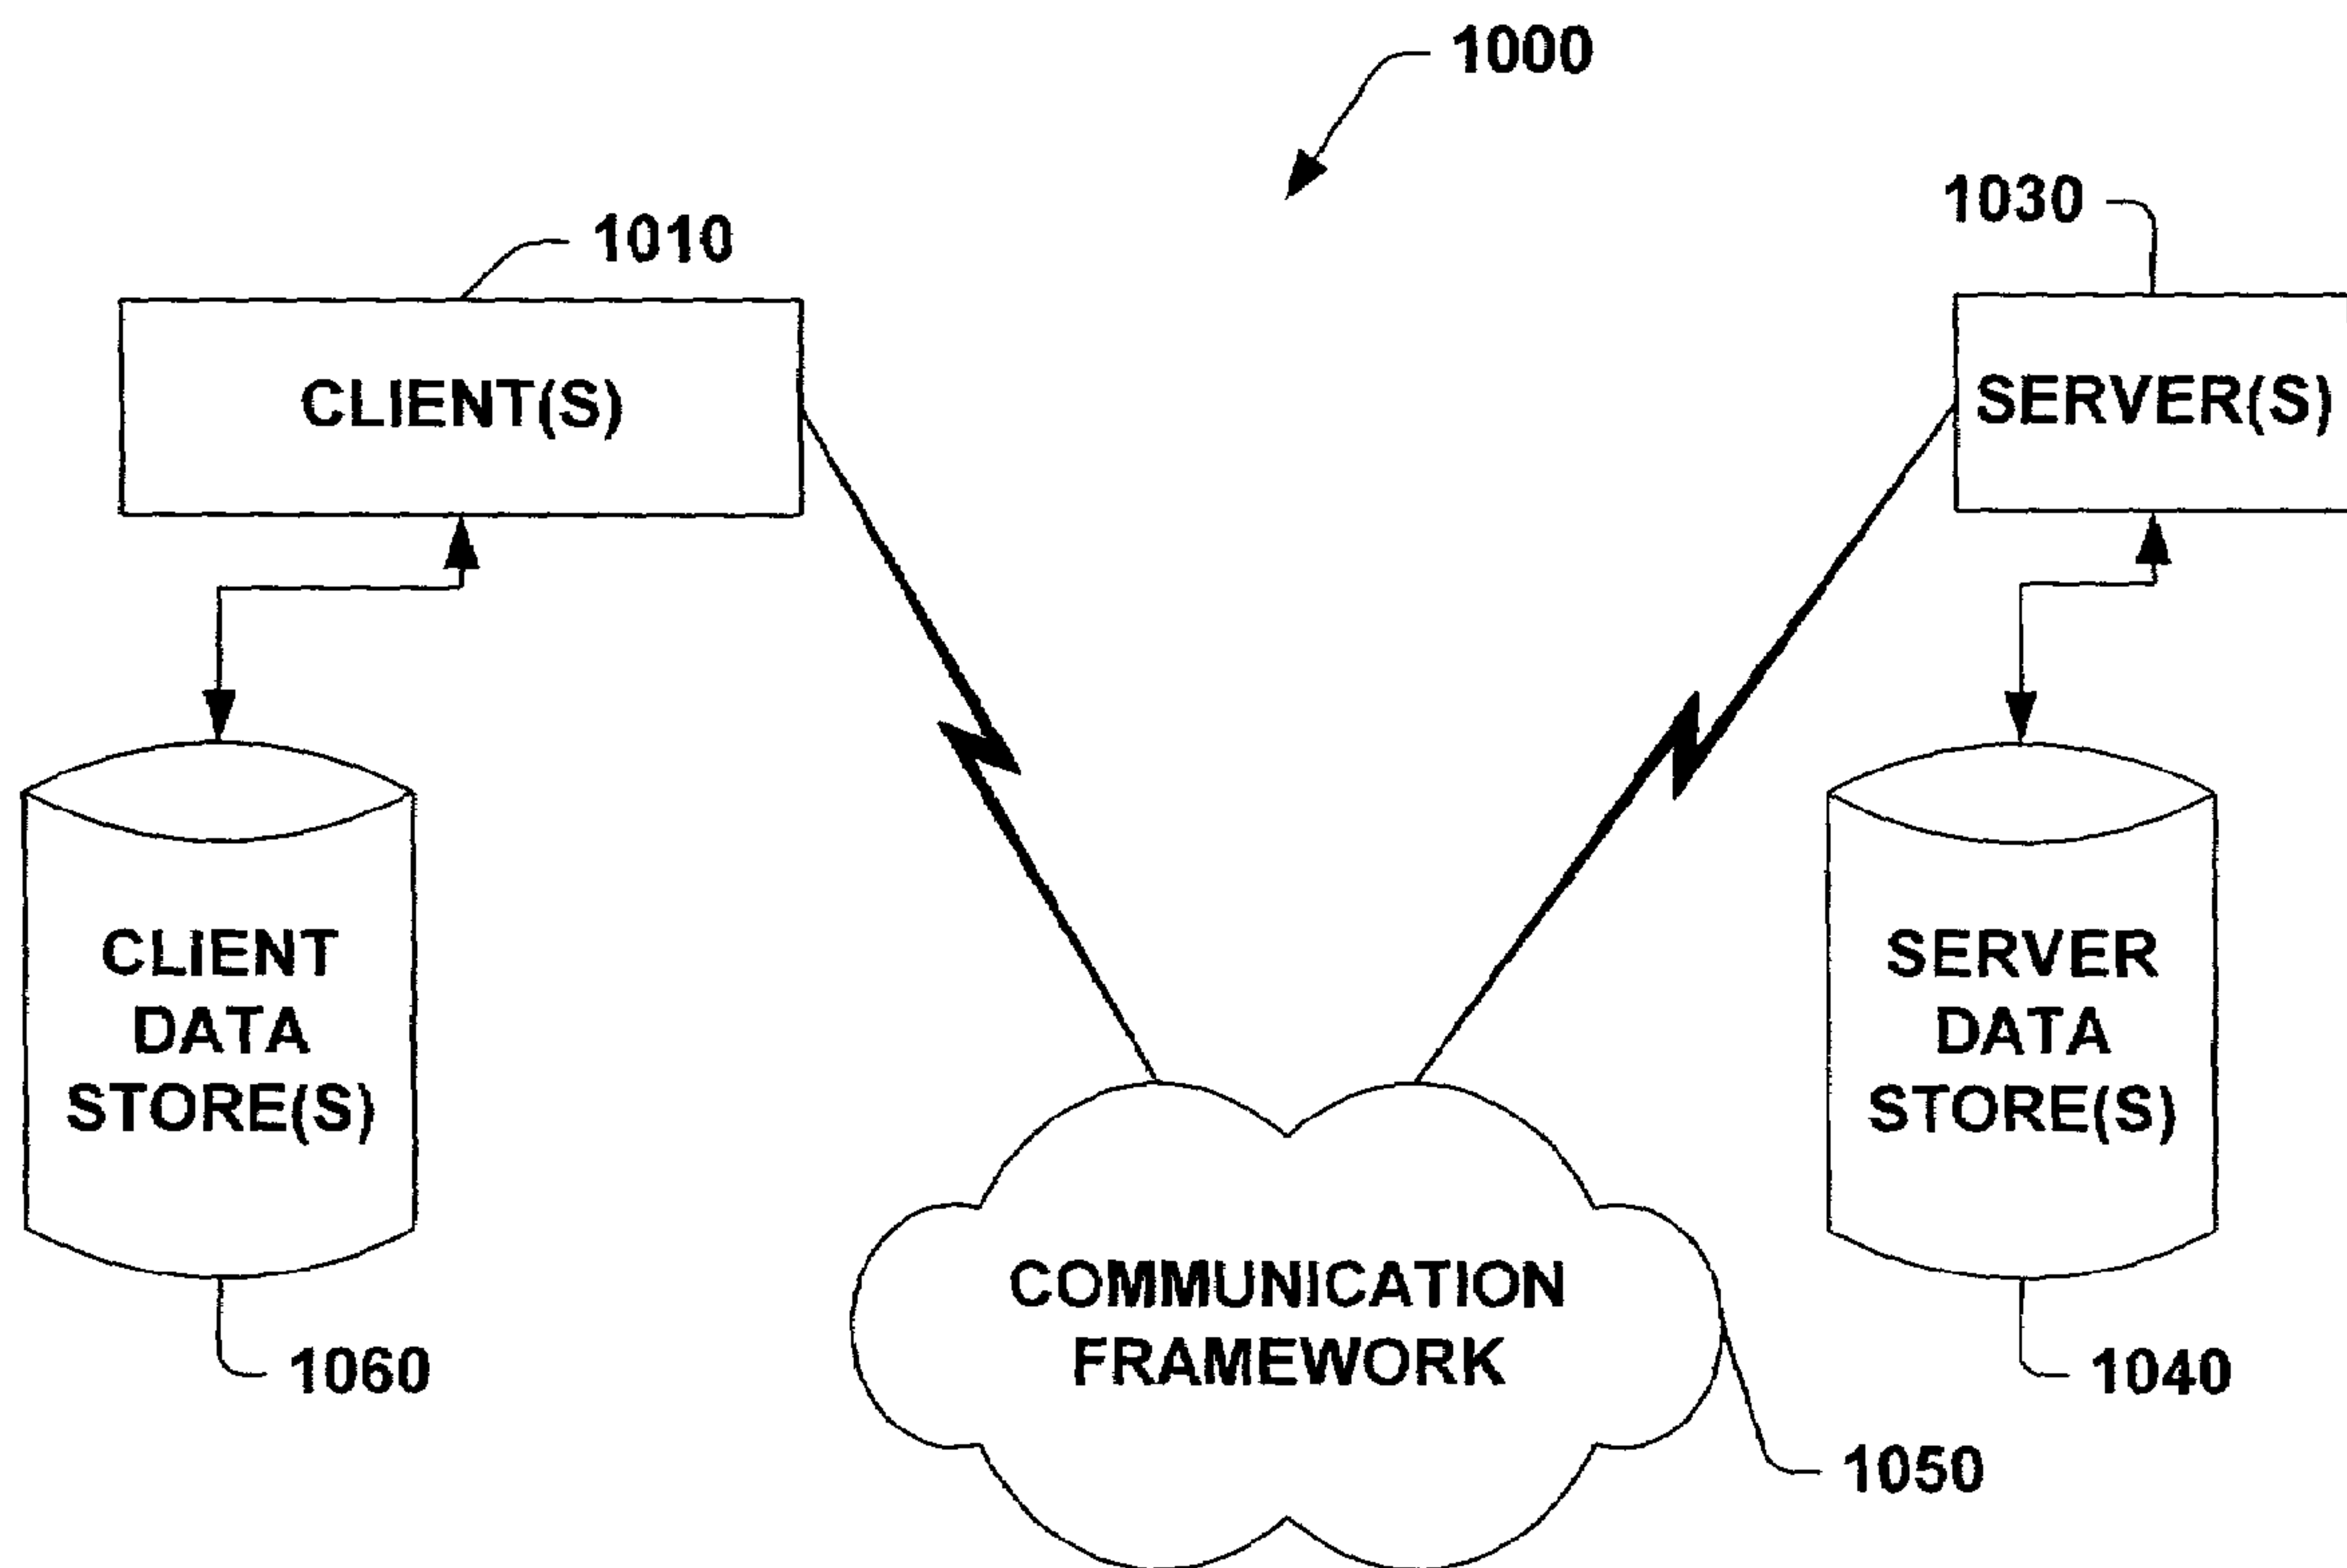 1000
1030
1010
CLIENT(S)
SERVER(S)
CLIENT
DATA
STORE(S)
SERVER
DATA
STORE(S)
COMMUNICATION
FRAMEWORK
1060
1040
1050